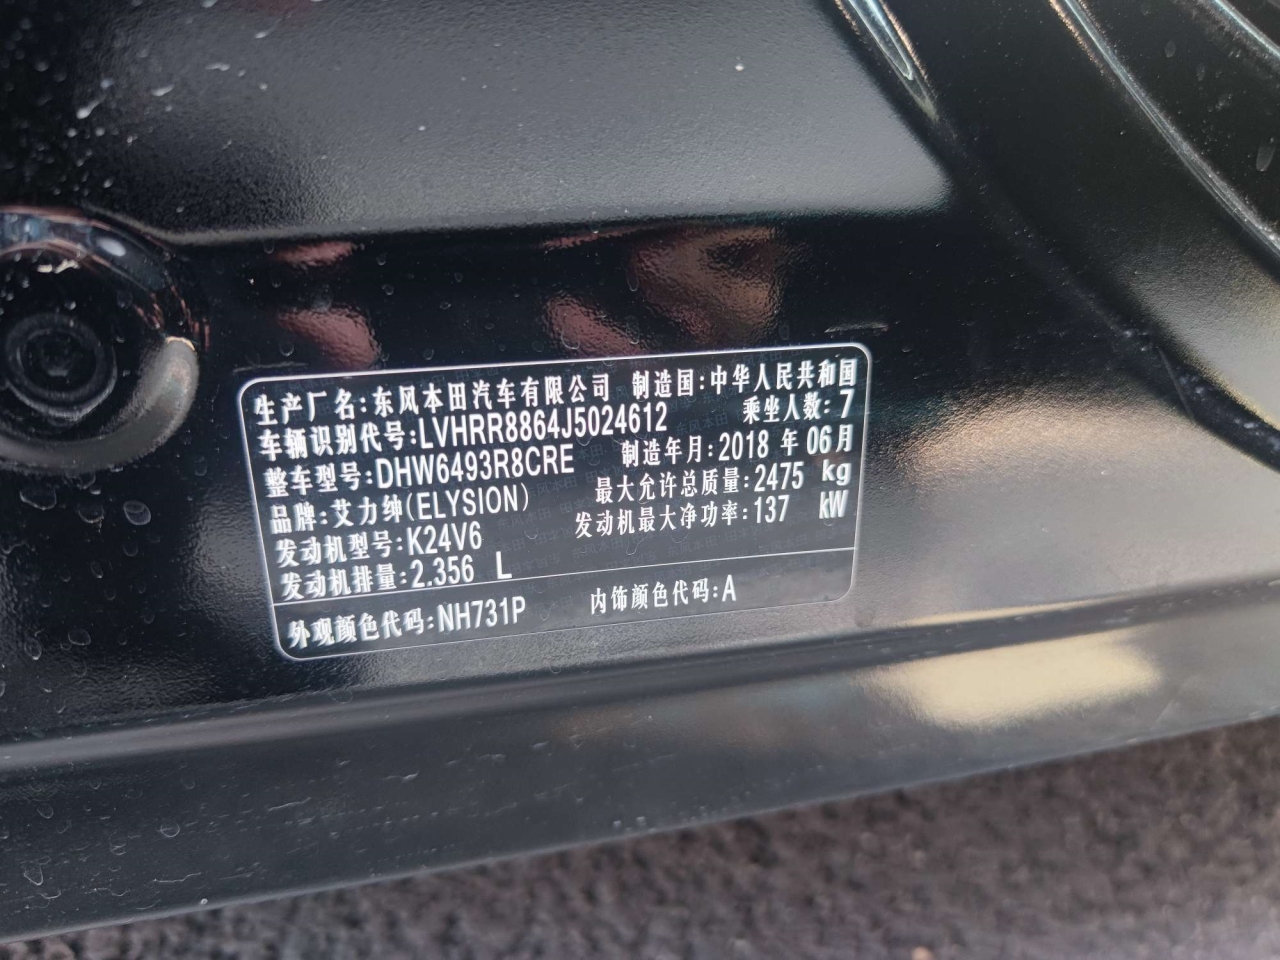 生产厂名:东风本田汽车有限公司 制造国:中华人民共和国
车辆识别代号:LVHRR8864J5024612 乘坐人数:7
整车型号:DHW6493R8CRE 制造年月:2018 年 06月
品牌:艾力绅(ELYSION) 最大允许总质量:2475 kg
发动机型号:K24V6 发动机最大净功率:137 kW
发动机排量:2.356 L
外观颜色代码:NH731P 内饰颜色代码:A